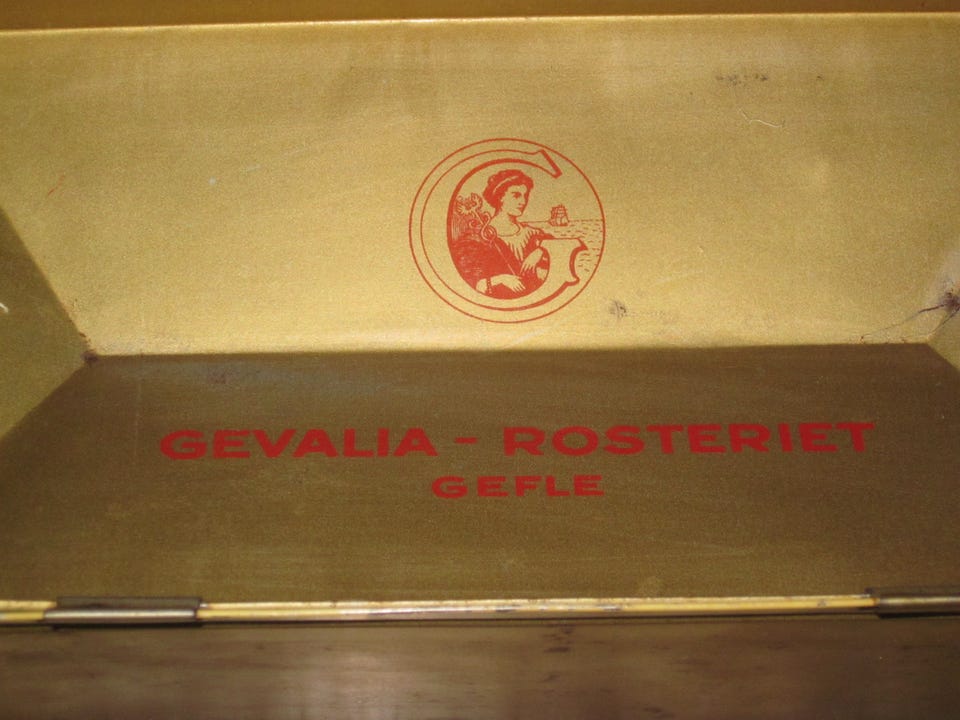 G
GEVALIA - ROSTERIET
GEFLE